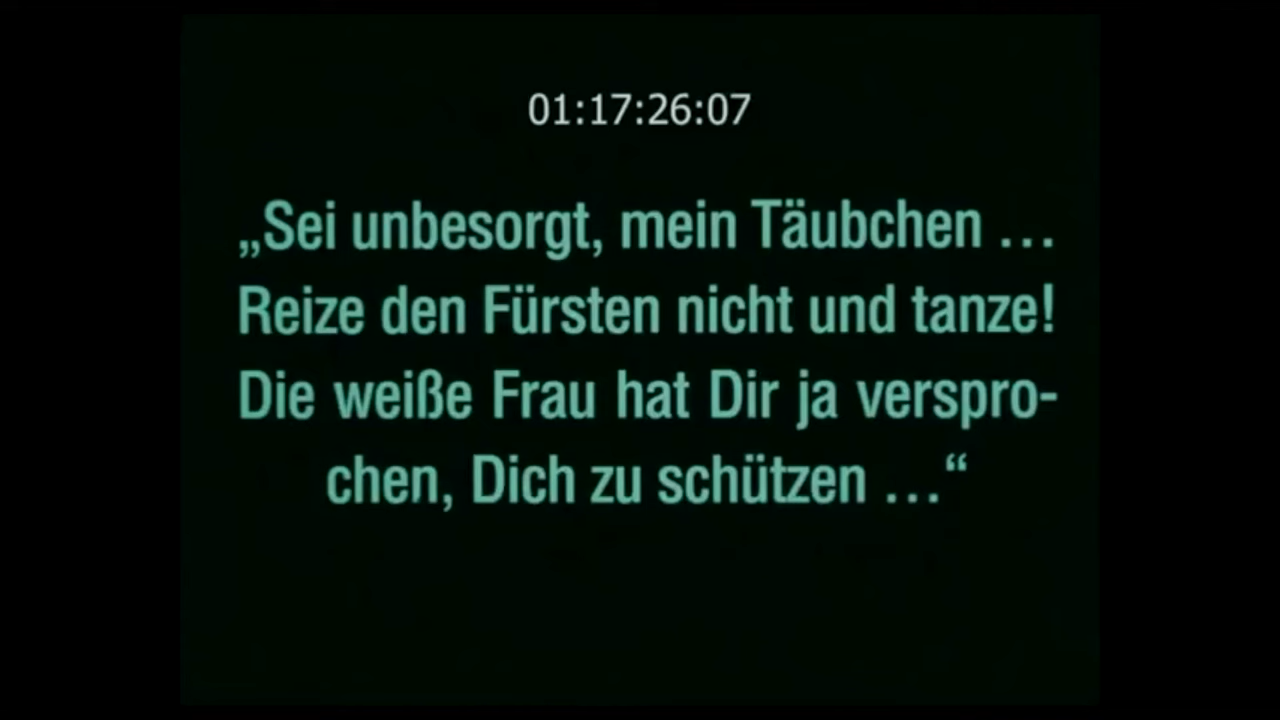 01:17:26:07
„Sei unbesorgt, mein Täubchen ...
Reize den Fürsten nicht und tanze!
Die weiße Frau hat Dir ja verspro-
chen, Dich zu schützen ...“